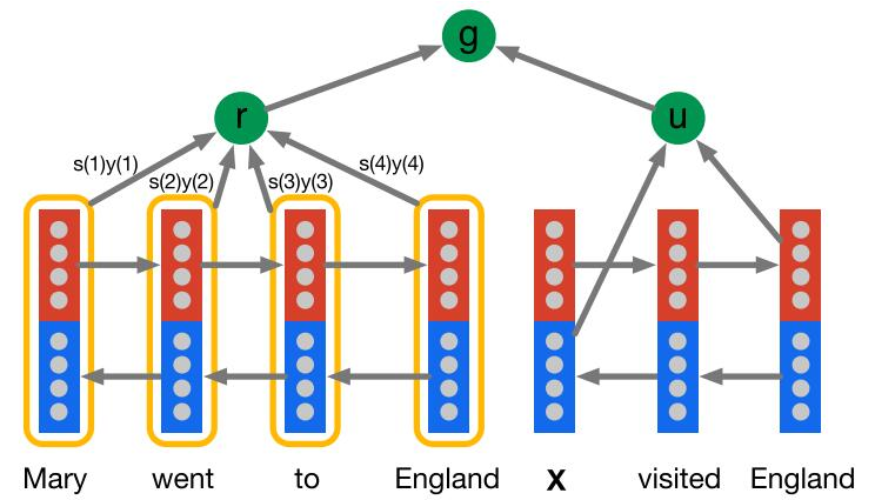 g
r
u
s(1)y(1)
s(2)y(2)
s(3)y(3)
s(4)y(4)
Mary went to England X visited England